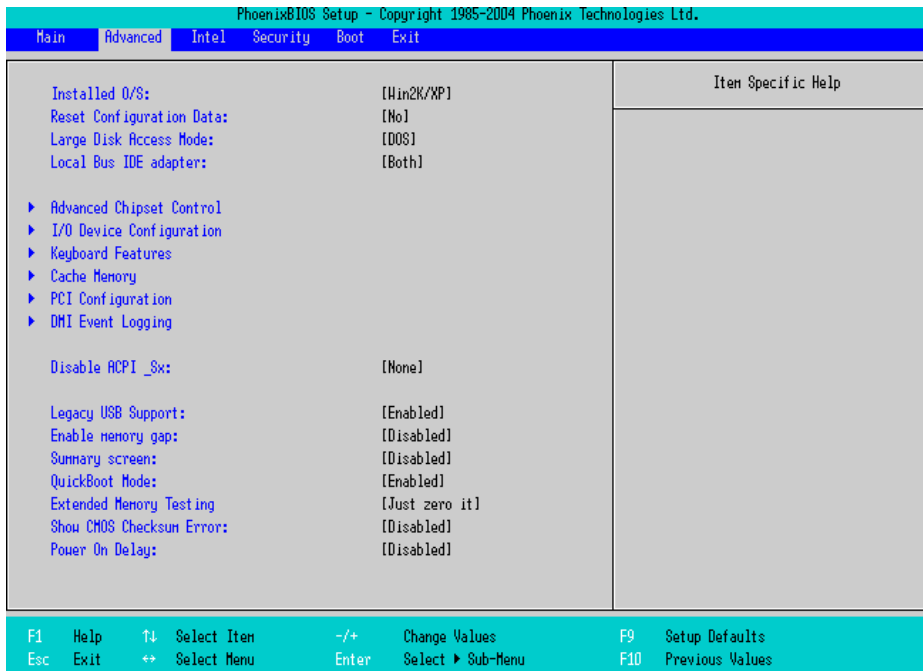 PhoenixBIOS Setup - Copyright 1985-2004 Phoenix Technologies Ltd.
Main Advanced Intel Security Boot Exit
Item Specific Help
Installed O/S: [Win2K/XP]
Reset Configuration Data: [No]
Large Disk Access Mode: [DOS]
Local Bus IDE adapter: [Both]
Advanced Chipset Control
I/O Device Configuration
Keyboard Features
Cache Memory
PCI Configuration
DMI Event Logging
Disable ACPI _Sx: [None]
Legacy USB Support: [Enabled]
Enable memory gap: [Disabled]
Summary screen: [Disabled]
QuickBoot Mode: [Enabled]
Extended Memory Testing [Just zero it]
Show CMOS Checksum Error: [Disabled]
Power On Delay: [Disabled]
F1 Help ↑↓ Select Item -/+ Change Values F9 Setup Defaults
Esc Exit ↔ Select Menu Enter Select ▶ Sub-Menu F10 Previous Values